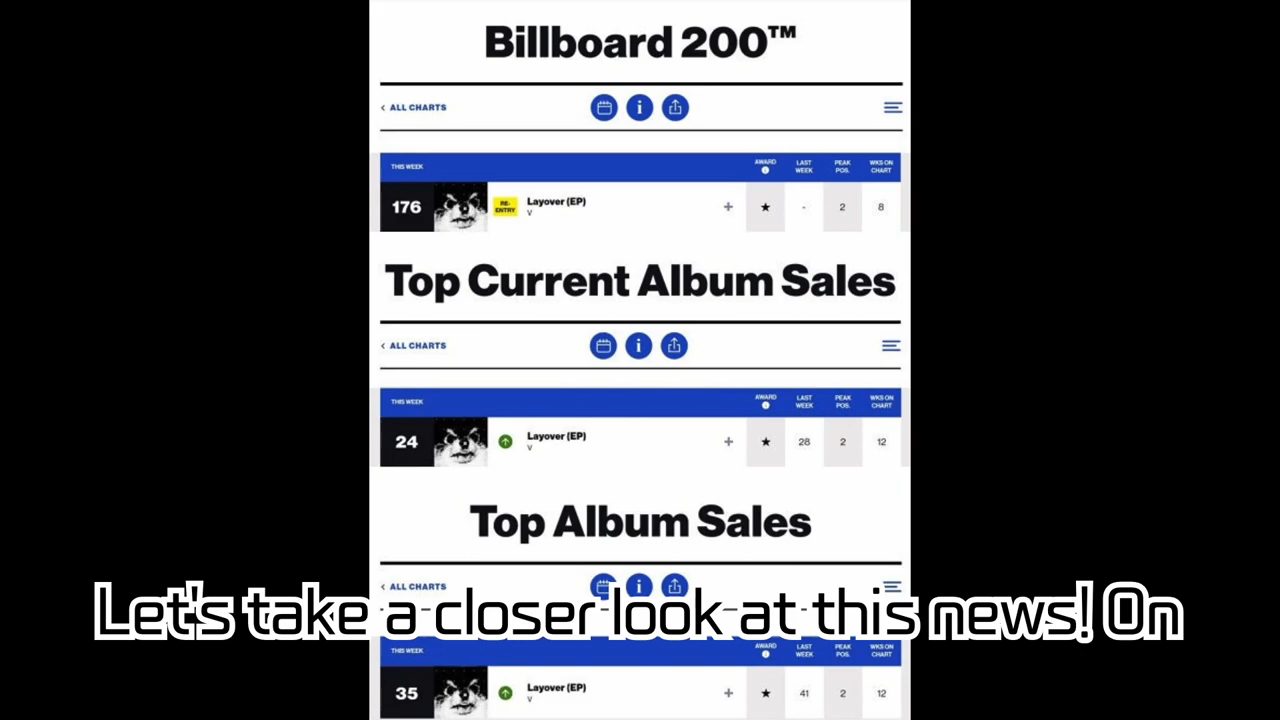 Billboard 200™
< ALL CHARTS
THIS WEEK AWARD LAST WEEK PEAK POS. WKS ON CHART
176 RE-ENTRY Layover (EP) + ★ - 2 8
V
Top Current Album Sales
< ALL CHARTS
THIS WEEK AWARD LAST WEEK PEAK POS. WKS ON CHART
24 Layover (EP) + ★ 28 2 12
V
Top Album Sales
< ALL CHARTS
Let's take a closer look at this news! On
THIS WEEK AWARD LAST WEEK PEAK POS. WKS ON CHART
35 Layover (EP) + ★ 41 2 12
V